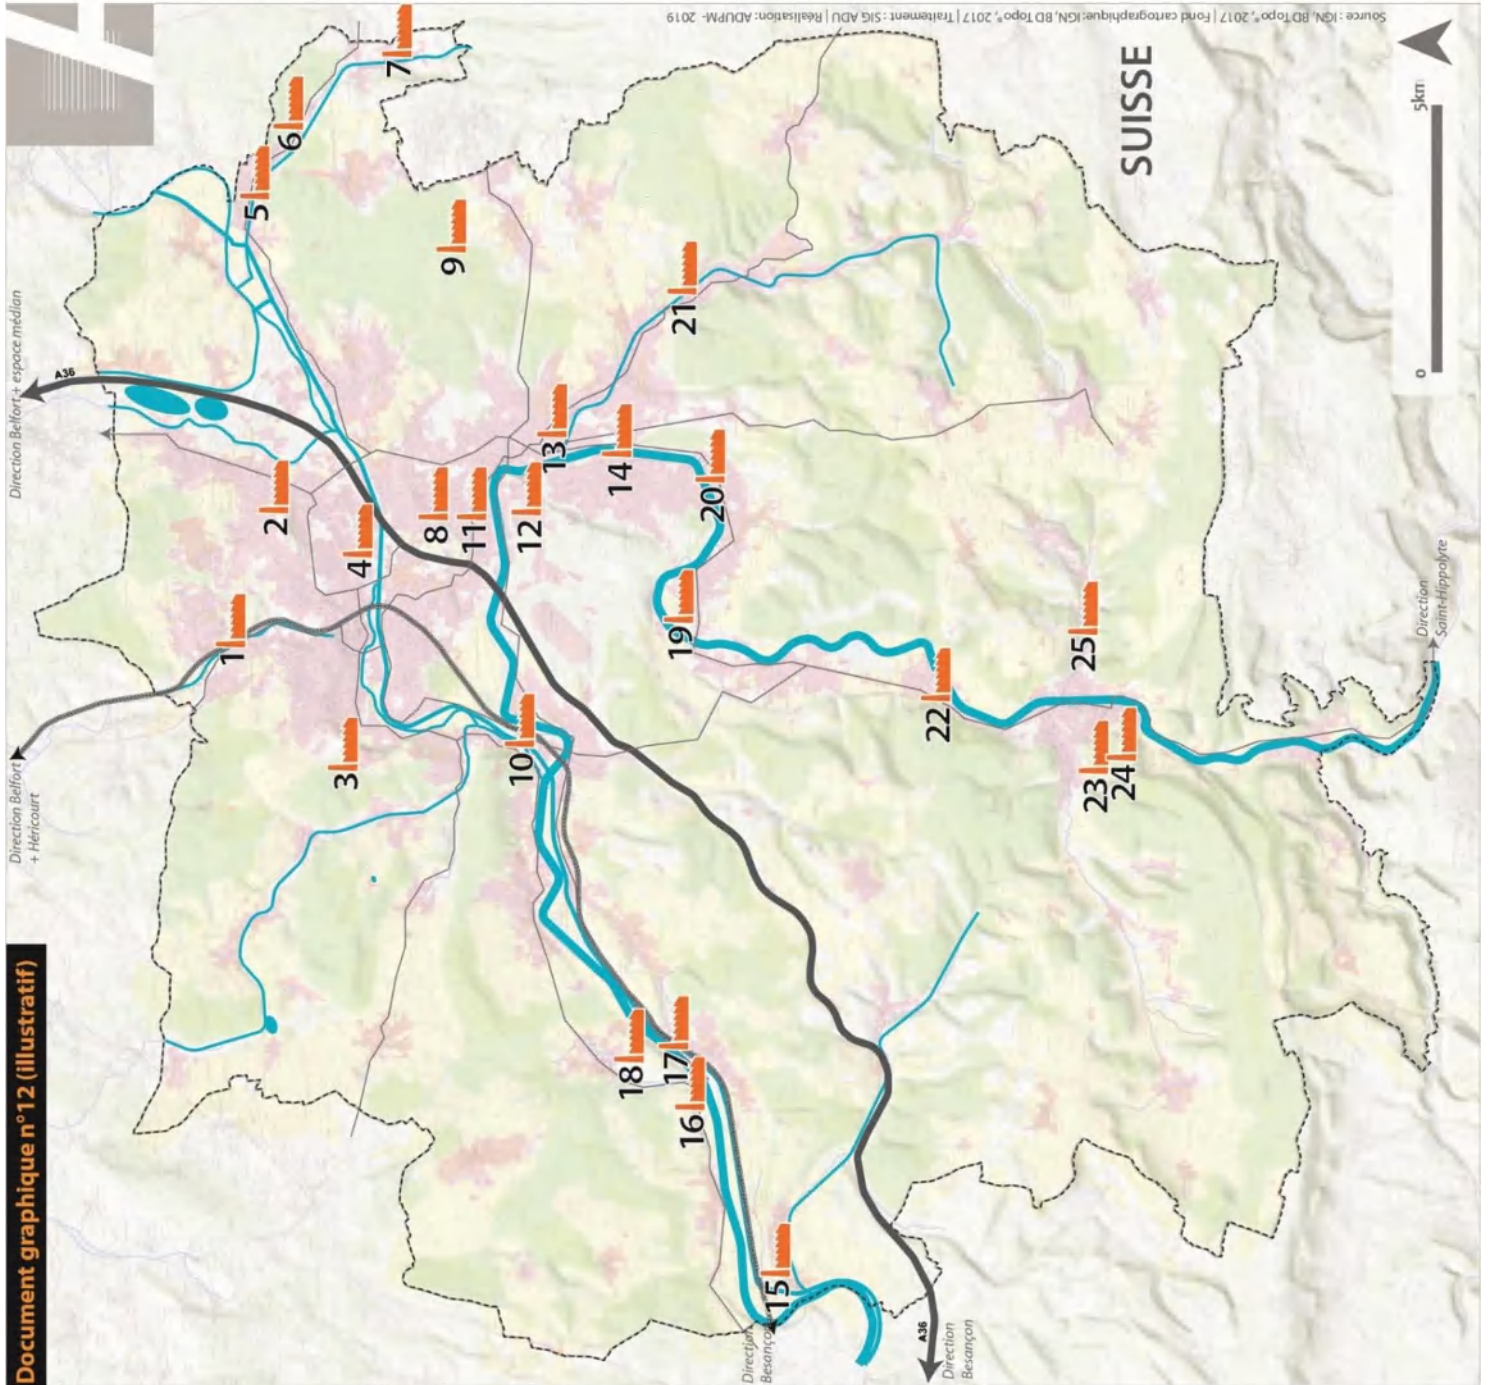 Document graphique n°12 (illustratif)
Direction Belfort
+ Héricourt
Direction Belfort + espace médian
A36
1
2
3
4
5
6
7
8
9
10
11
12
13
14
15
16
17
18
19
20
21
22
23
24
25
SUISSE
Direction
Besançon
A36
Direction
Besançon
Direction
Saint-Hippolyte
0
5km
Source : IGN, BD Topo®, 2017 | Fond cartographique: IGN, BD Topo®, 2017 | Traitement : SIG ADU | Réalisation: ADUPM- 2019